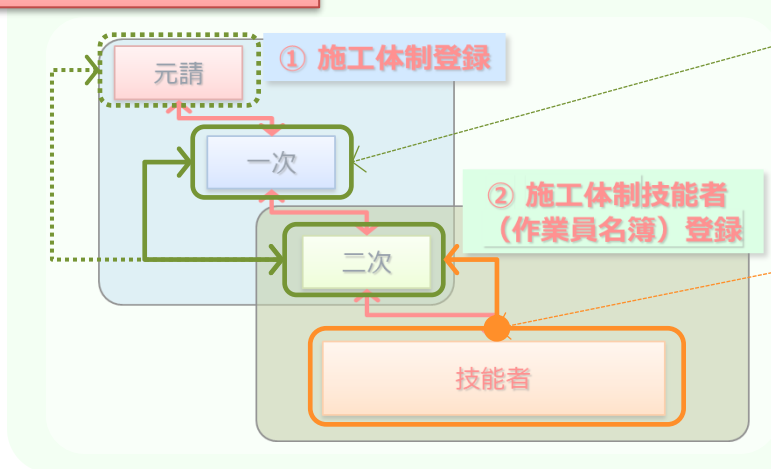 元請
① 施工体制登録
一次
② 施工体制技能者
（作業員名簿）登録
二次
技能者